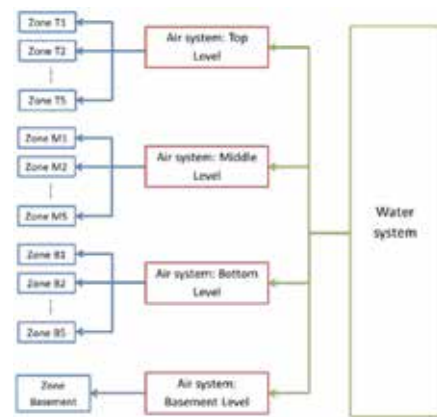 Zone T1
Zone T2
Zone T5
Air system: Top
Level
Zone M1
Zone M2
Zone M5
Air system: Middle
Level
Zone B1
Zone B2
Zone B5
Air system: Bottom
Level
Zone
Basement
Air system:
Basement Level
Water
system